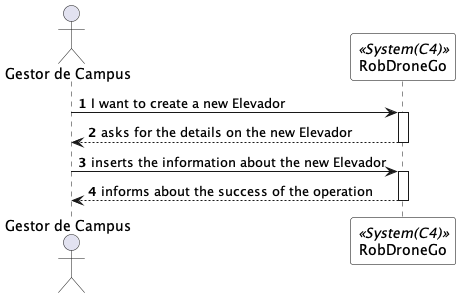 Gestor de Campus
«System(C4)»
RobDroneGo
1 I want to create a new Elevador
2 asks for the details on the new Elevador
3 inserts the information about the new Elevador
4 informs about the success of the operation
Gestor de Campus
«System(C4)»
RobDroneGo